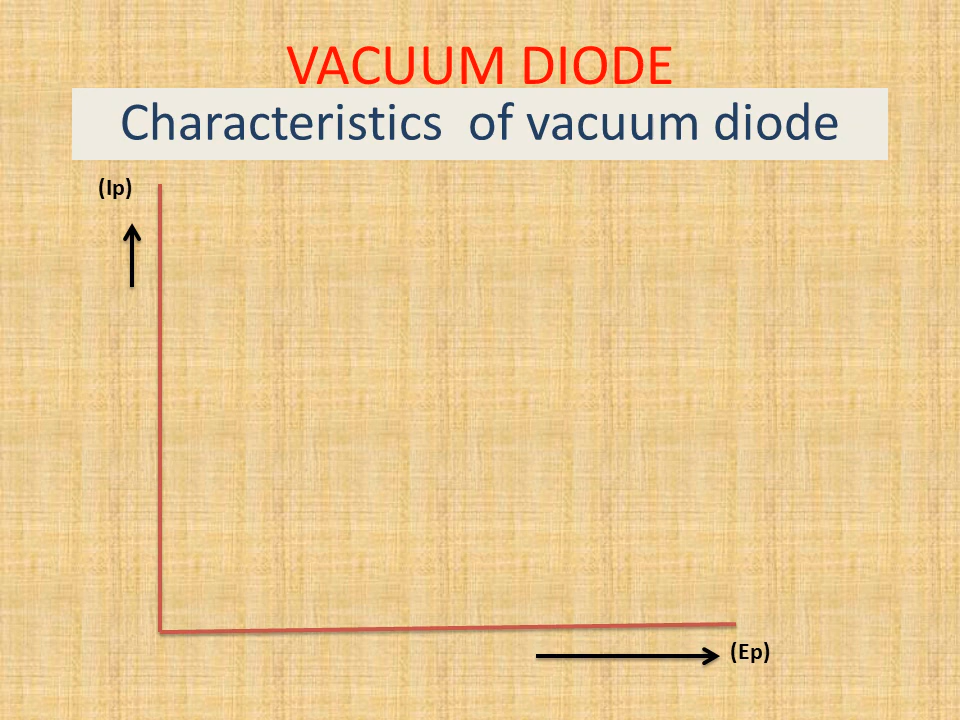 VACUUM DIODE
Characteristics  of vacuum diode
(Ip)
(Ep)